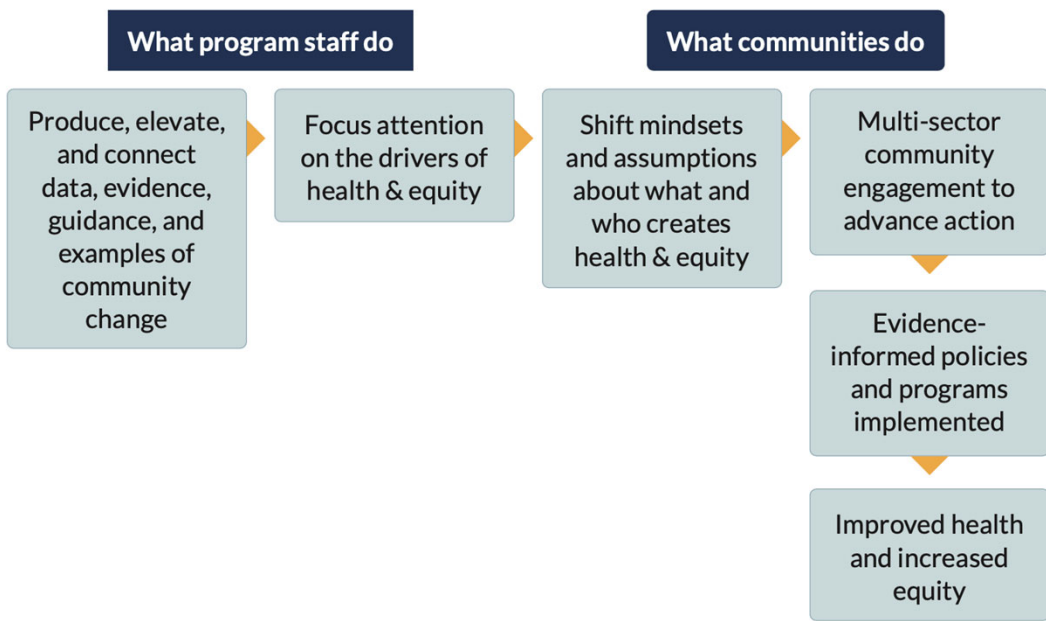 What program staff do
What communities do
Produce, elevate,
and connect
data, evidence,
guidance, and
examples of
community
change
Focus attention
on the drivers of
health & equity
Shift mindsets
and assumptions
about what and
who creates
health & equity
Multi-sector
community
engagement to
advance action
Evidence-
informed policies
and programs
implemented
Improved health
and increased
equity